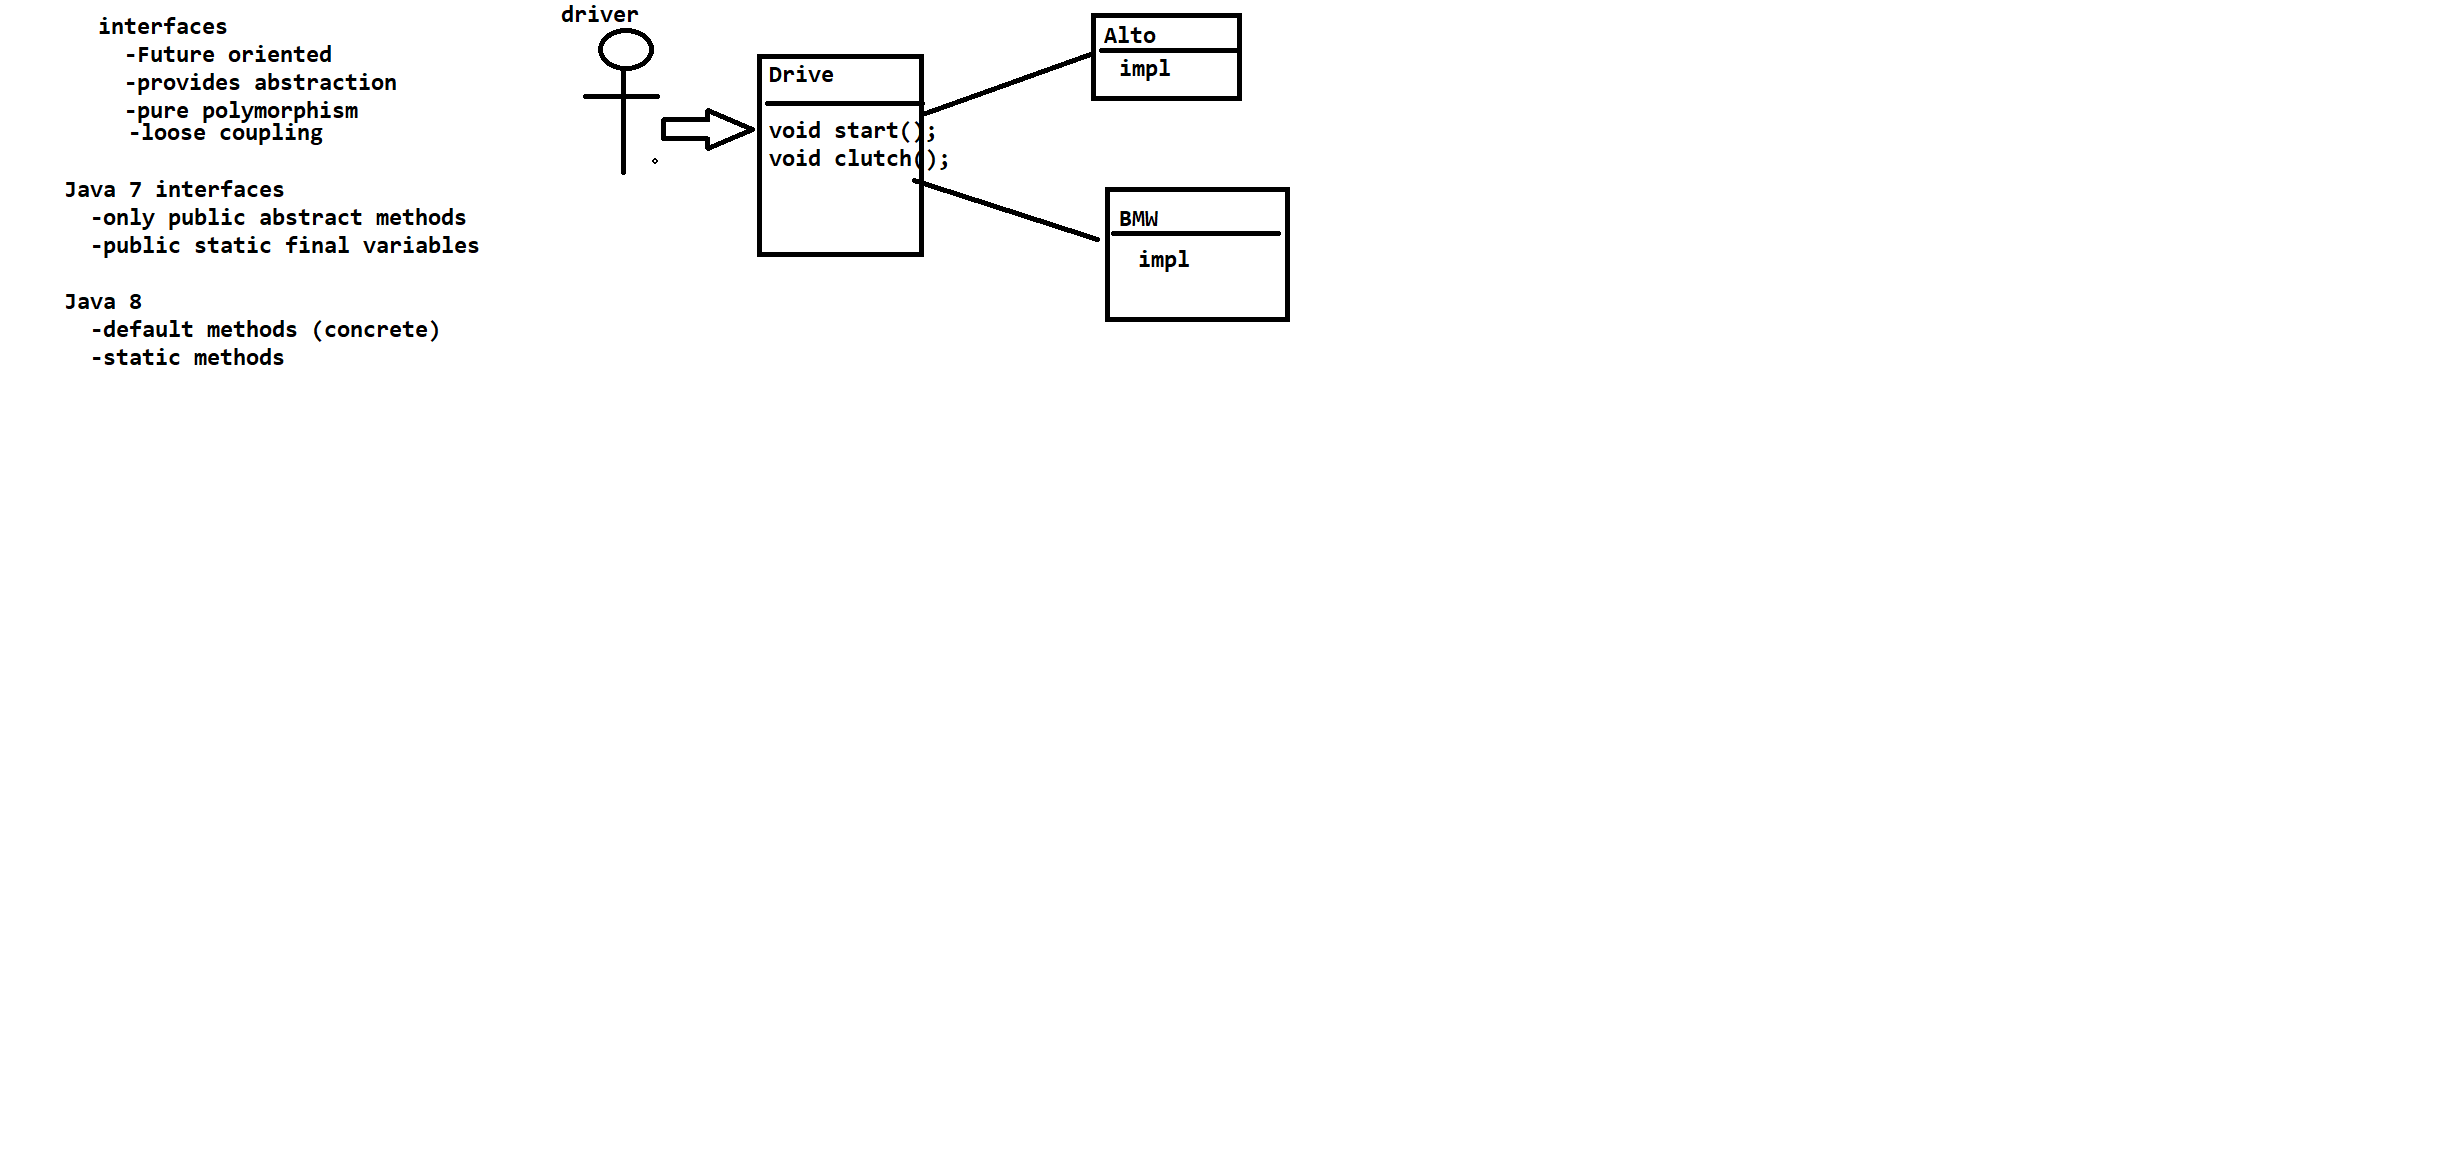 interfaces
-Future oriented
-provides abstraction
-pure polymorphism
-loose coupling
Java 7 interfaces
-only public abstract methods
-public static final variables
Java 8
-default methods (concrete)
-static methods
driver
Drive
void start();
void clutch();
Alto
impl
BMW
impl